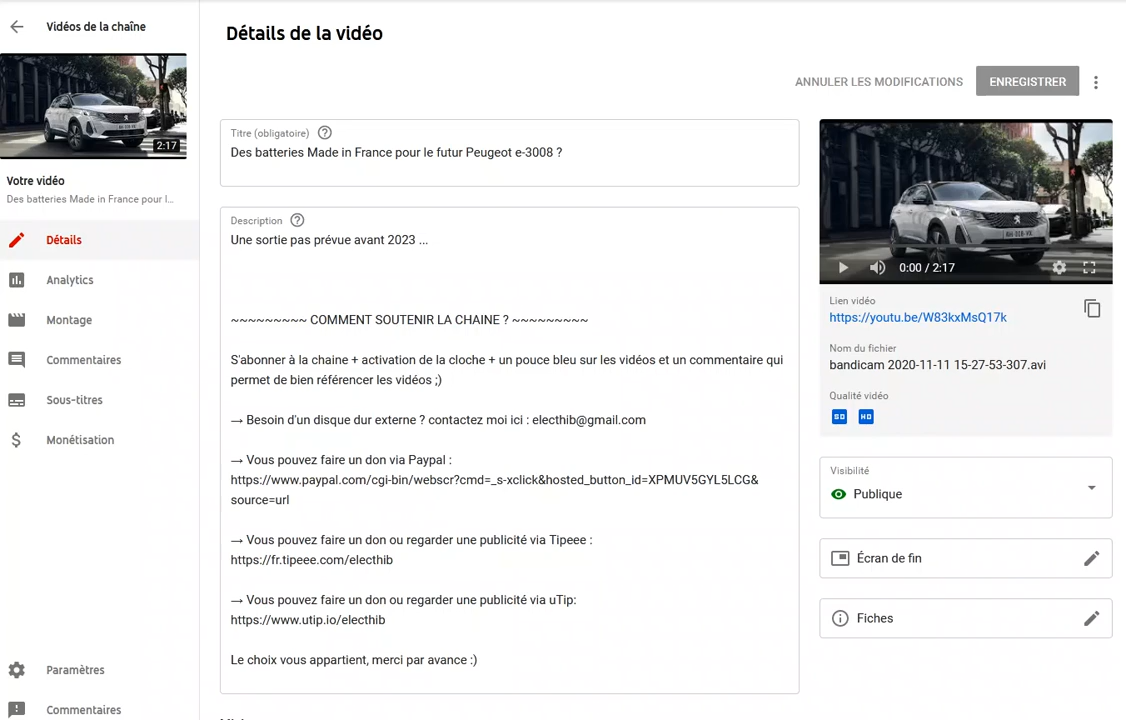 Vidéos de la chaîne
2:17
Votre vidéo
Des batteries Made in France pour l...
Détails
Analytics
Montage
Commentaires
Sous-titres
Monétisation
Paramètres
Commentaires
Détails de la vidéo
ANNULER LES MODIFICATIONS
ENREGISTRER
Titre (obligatoire)
Des batteries Made in France pour le futur Peugeot e-3008 ?
Description
Une sortie pas prévue avant 2023 ...
~~~~~~~~~ COMMENT SOUTENIR LA CHAINE ? ~~~~~~~~~
S'abonner à la chaine + activation de la cloche + un pouce bleu sur les vidéos et un commentaire qui
permet de bien référencer les vidéos ;)
→ Besoin d'un disque dur externe ? contactez moi ici : electhib@gmail.com
→ Vous pouvez faire un don via Paypal :
https://www.paypal.com/cgi-bin/webscr?cmd=_s-xclick&hosted_button_id=XPMUV5GYL5LCG&
source=url
→ Vous pouvez faire un don ou regarder une publicité via Tipeee :
https://fr.tipeee.com/electhib
→ Vous pouvez faire un don ou regarder une publicité via uTip:
https://www.utip.io/electhib
Le choix vous appartient, merci par avance :)
0:00 / 2:17
Lien vidéo
https://youtu.be/W83kxMsQ17k
Nom du fichier
bandicam 2020-11-11 15-27-53-307.avi
Qualité vidéo
SD HD
Visibilité
Publique
Écran de fin
Fiches